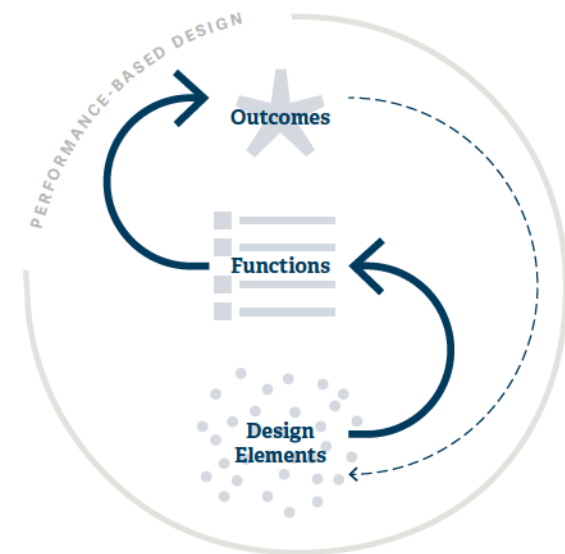 PERFORMANCE-BASED DESIGN
Outcomes
Functions
Design
Elements